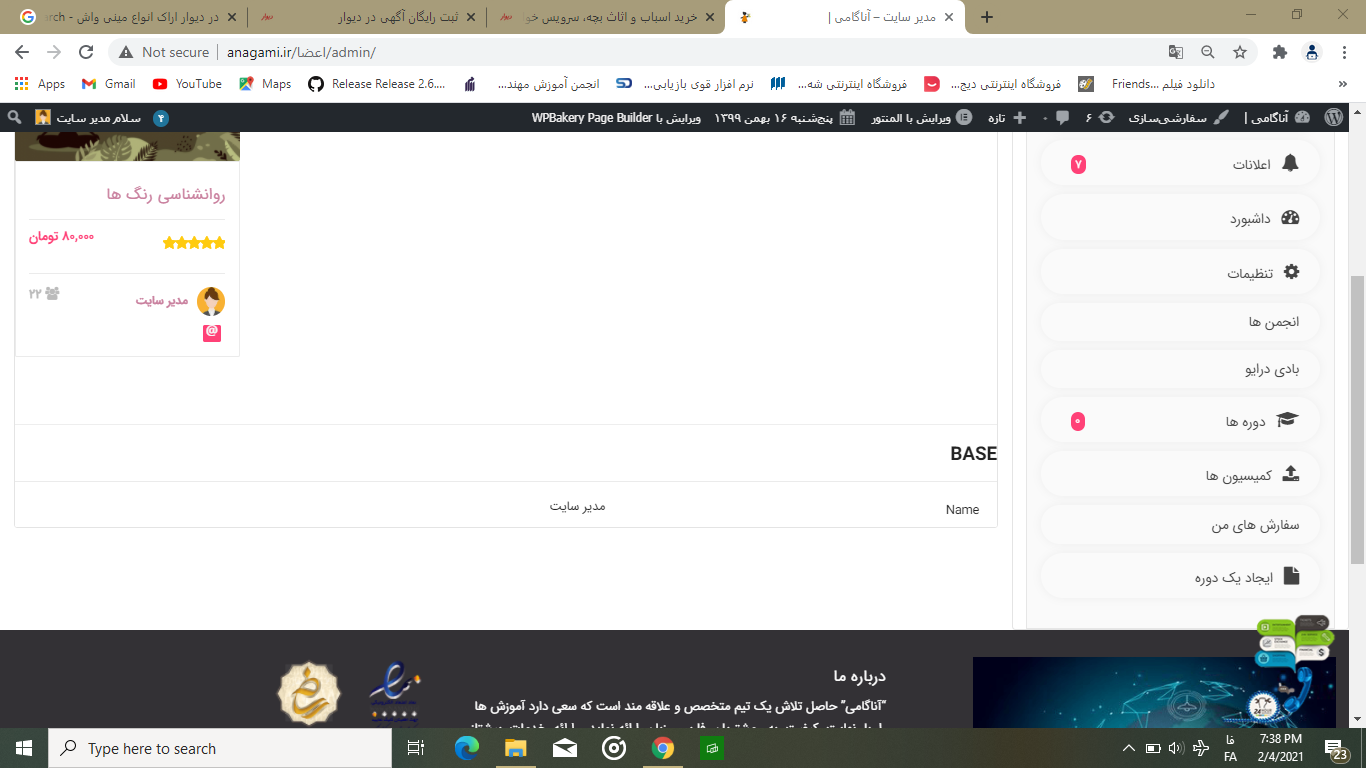 در دیوار اراک انواع مینی واش - rch
ثبت رایگان آگهی در دیوار
خرید اسباب و اثاث بچه، سرویس خو
مدیر سایت – آناگامی |
Not secure | anagami.ir/اعضا/admin/
Apps
Gmail
YouTube
Maps
Release Release 2.6....
انجمن آموزش مهند...
نرم افزار قوی بازیابی...
فروشگاه اینترنتی شه...
فروشگاه اینترنتی دیج...
دانلود فیلم Friends...
»
آناگامی |
سفارشی‌سازی
۶
۰
تازه
ویرایش با المنتور
پنج‌شنبه ۱۶ بهمن ۱۳۹۹
ویرایش با WPBakery Page Builder
۴
سلام مدیر سایت
اعلانات
۷
داشبورد
تنظیمات
انجمن ها
بادی درایو
دوره ها
۰
کمیسیون ها
سفارش های من
ایجاد یک دوره
روانشناسی رنگ ها
۸۰,۰۰۰ تومان
مدیر سایت
۲۲
@
BASE
Name
مدیر سایت
درباره ما
“آناگامی” حاصل تلاش یک تیم متخصص و علاقه مند است که سعی دارد آموزش ها
Type here to search
فا
FA
7:38 PM
2/4/2021
23